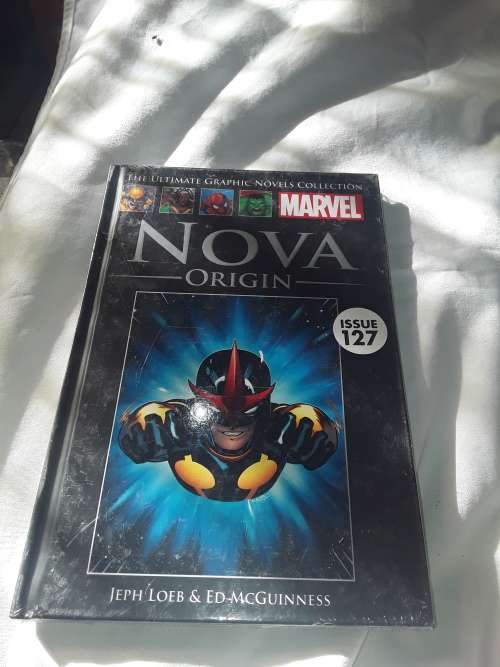 THE ULTIMATE GRAPHIC NOVELS COLLECTION
MARVEL
NOVA
ORIGIN
ISSUE
127
JEPH LOEB & ED MCGUINNESS